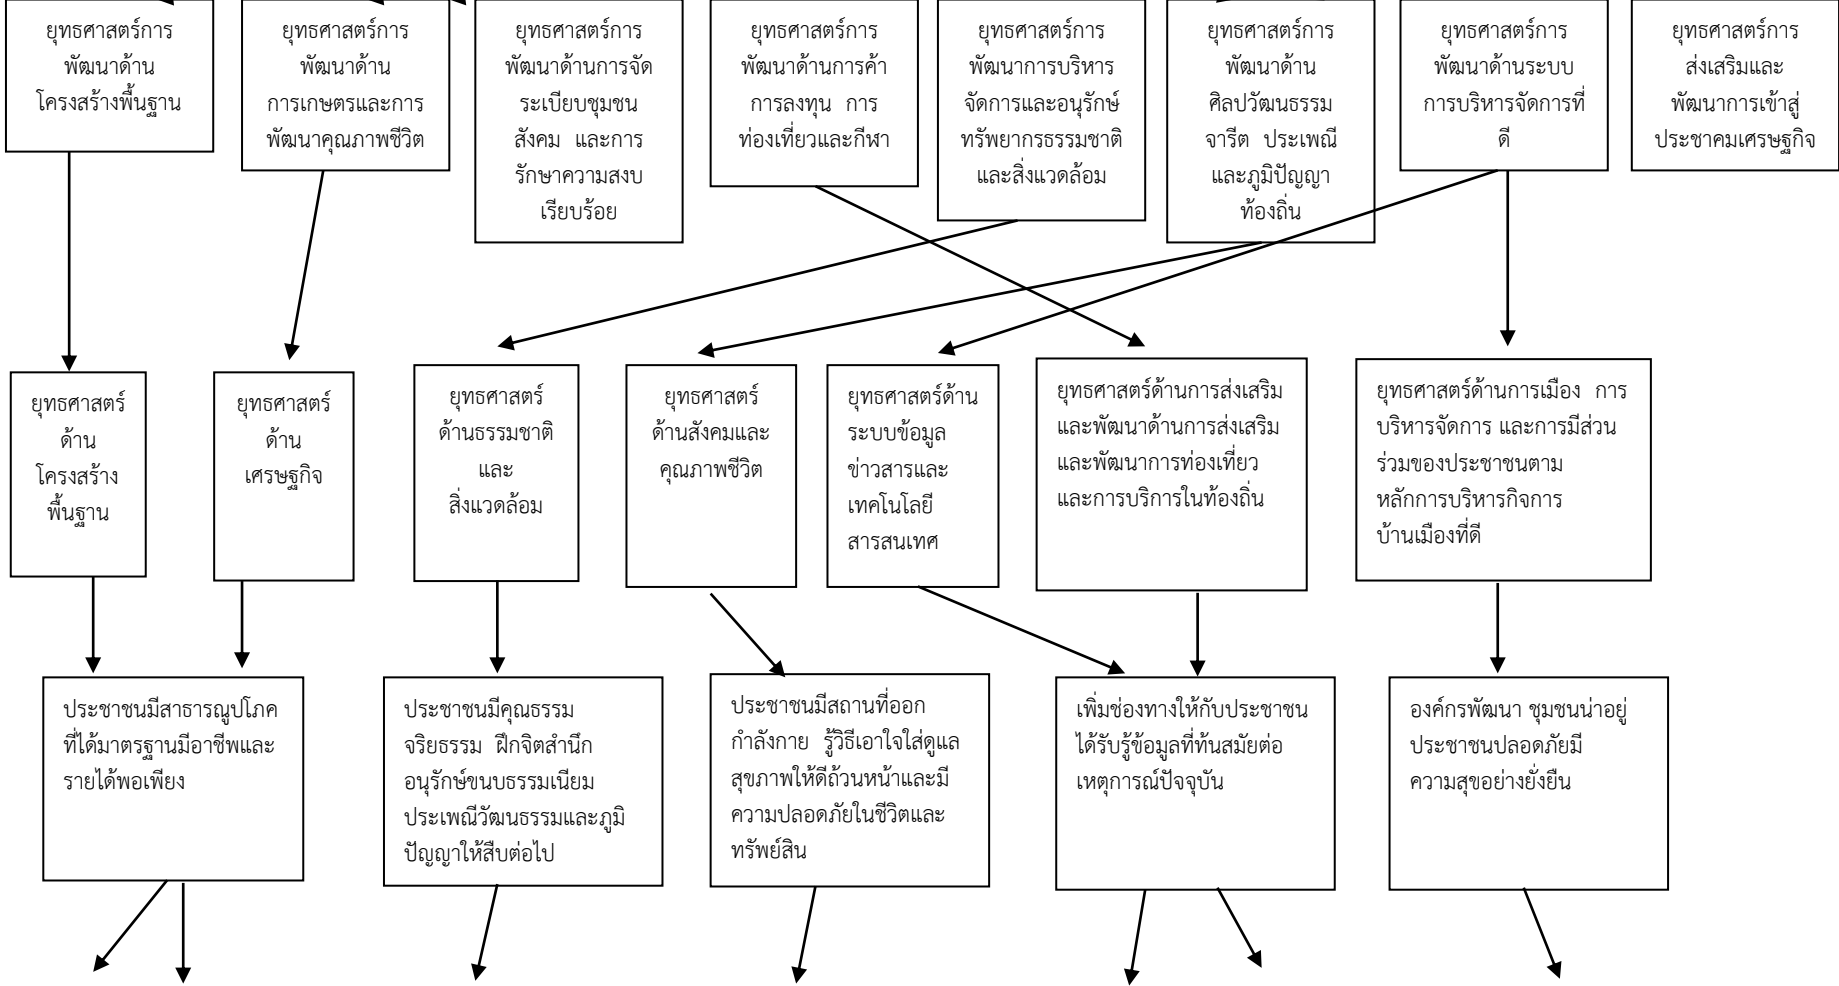 ยุทธศาสตร์การ
พัฒนาด้าน
โครงสร้างพื้นฐาน
ยุทธศาสตร์การ
พัฒนาด้าน
การเกษตรและการ
พัฒนาคุณภาพชีวิต
ยุทธศาสตร์การ
พัฒนาด้านการจัด
ระเบียบชุมชน
สังคม และการ
รักษาความสงบ
เรียบร้อย
ยุทธศาสตร์การ
พัฒนาด้านการค้า
การลงทุน การ
ท่องเที่ยวและกีฬา
ยุทธศาสตร์การ
พัฒนาการบริหาร
จัดการและอนุรักษ์
ทรัพยากรธรรมชาติ
และสิ่งแวดล้อม
ยุทธศาสตร์การ
พัฒนาด้าน
ศิลปวัฒนธรรม
จารีต ประเพณี
และภูมิปัญญา
ท้องถิ่น
ยุทธศาสตร์การ
พัฒนาด้านระบบ
การบริหารจัดการที่
ดี
ยุทธศาสตร์การ
ส่งเสริมและ
พัฒนาการเข้าสู่
ประชาคมเศรษฐกิจ
ยุทธศาสตร์
ด้าน
โครงสร้าง
พื้นฐาน
ยุทธศาสตร์
ด้าน
เศรษฐกิจ
ยุทธศาสตร์
ด้านธรรมชาติ
และ
สิ่งแวดล้อม
ยุทธศาสตร์
ด้านสังคมและ
คุณภาพชีวิต
ยุทธศาสตร์ด้าน
ระบบข้อมูล
ข่าวสารและ
เทคโนโลยี
สารสนเทศ
ยุทธศาสตร์ด้านการส่งเสริม
และพัฒนาด้านการส่งเสริม
และพัฒนาการท่องเที่ยว
และการบริการในท้องถิ่น
ยุทธศาสตร์ด้านการเมือง การ
บริหารจัดการ และการมีส่วน
ร่วมของประชาชนตาม
หลักการบริหารกิจการ
บ้านเมืองที่ดี
ประชาชนมีสาธารณูปโภค
ที่ได้มาตรฐานมีอาชีพและ
รายได้พอเพียง
ประชาชนมีคุณธรรม
จริยธรรม ฝึกจิตสำนึก
อนุรักษ์ขนบธรรมเนียม
ประเพณีวัฒนธรรมและภูมิ
ปัญญาให้สืบต่อไป
ประชาชนมีสถานที่ออก
กำลังกาย รู้วิธีเอาใจใส่ดูแล
สุขภาพให้ดีถ้วนหน้าและมี
ความปลอดภัยในชีวิตและ
ทรัพย์สิน
เพิ่มช่องทางให้กับประชาชน
ได้รับรู้ข้อมูลที่ทันสมัยต่อ
เหตุการณ์ปัจจุบัน
องค์กรพัฒนา ชุมชนน่าอยู่
ประชาชนปลอดภัยมี
ความสุขอย่างยั่งยืน